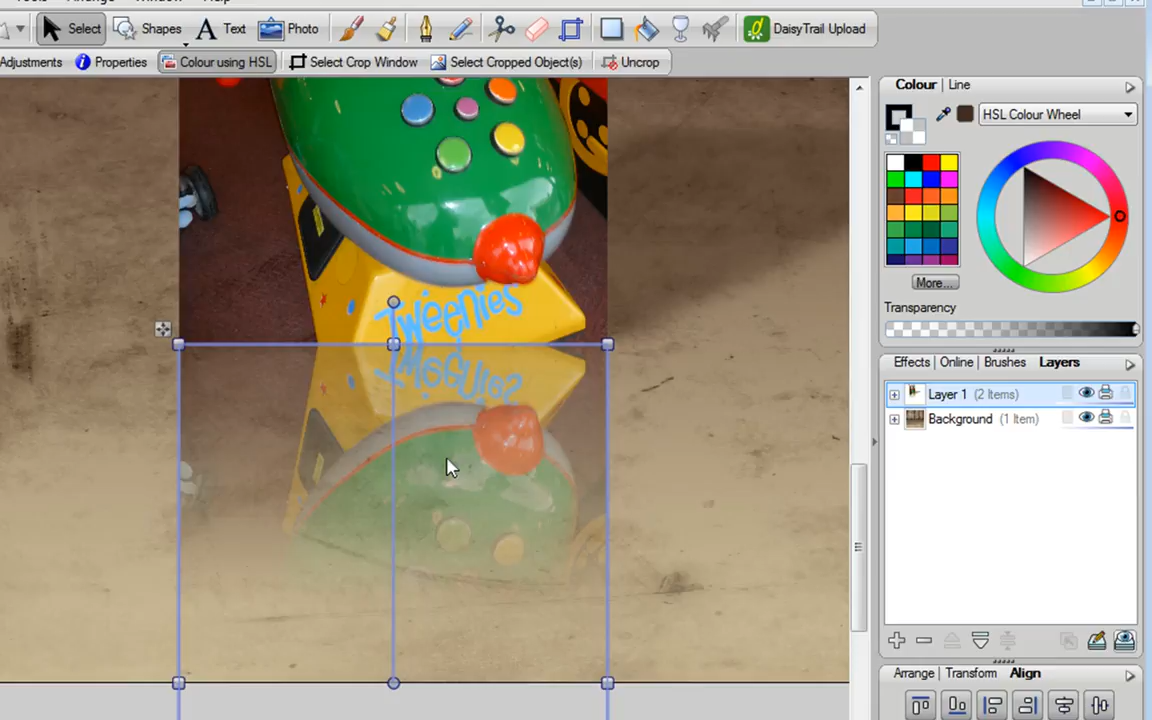 Select
Shapes
Text
Photo
DaisyTrail Upload
Adjustments
Properties
Colour using HSL
Select Crop Window
Select Cropped Object(s)
Uncrop
Colour
Line
HSL Colour Wheel
More...
Transparency
Tweenies
Effects
Online
Brushes
Layers
Layer 1 (2 Items)
Background (1 Item)
Arrange
Transform
Align